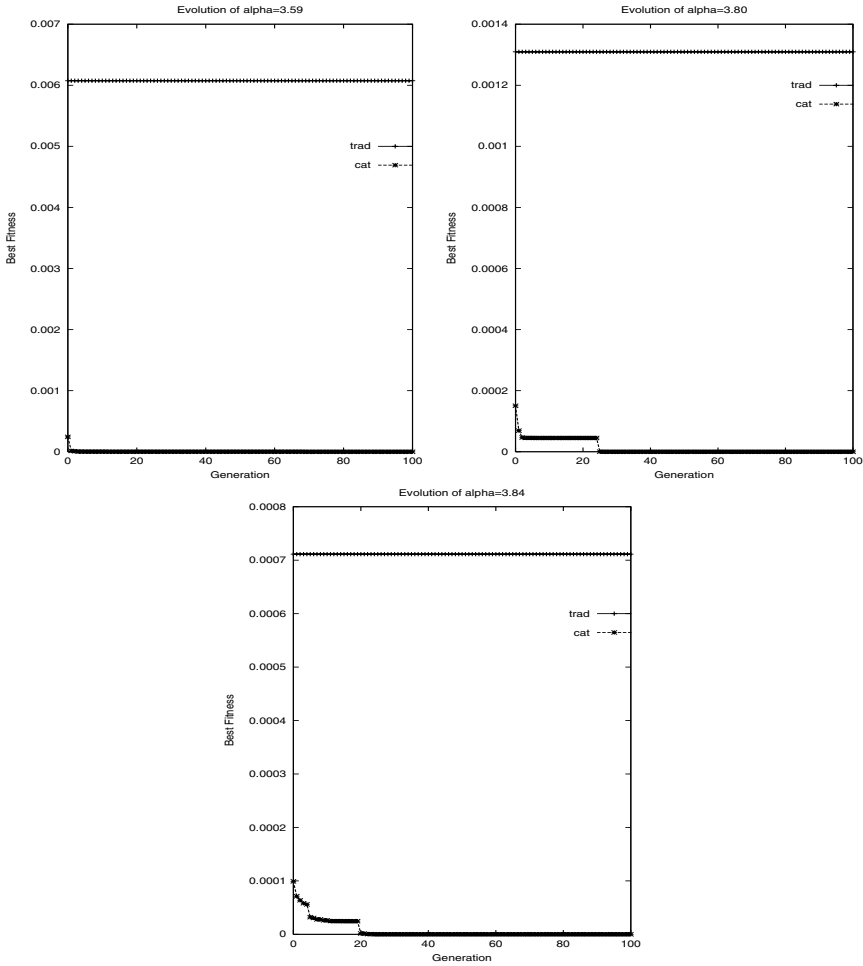 Evolution of alpha=3.59
0.007
0.006
0.005
0.004
0.003
0.002
0.001
0
Best Fitness
trad
cat
0 20 40 60 80 100
Generation
Evolution of alpha=3.80
0.0014
0.0012
0.001
0.0008
0.0006
0.0004
0.0002
0
Best Fitness
trad
cat
0 20 40 60 80 100
Generation
Evolution of alpha=3.84
0.0008
0.0007
0.0006
0.0005
0.0004
0.0003
0.0002
0.0001
0
Best Fitness
trad
cat
0 20 40 60 80 100
Generation